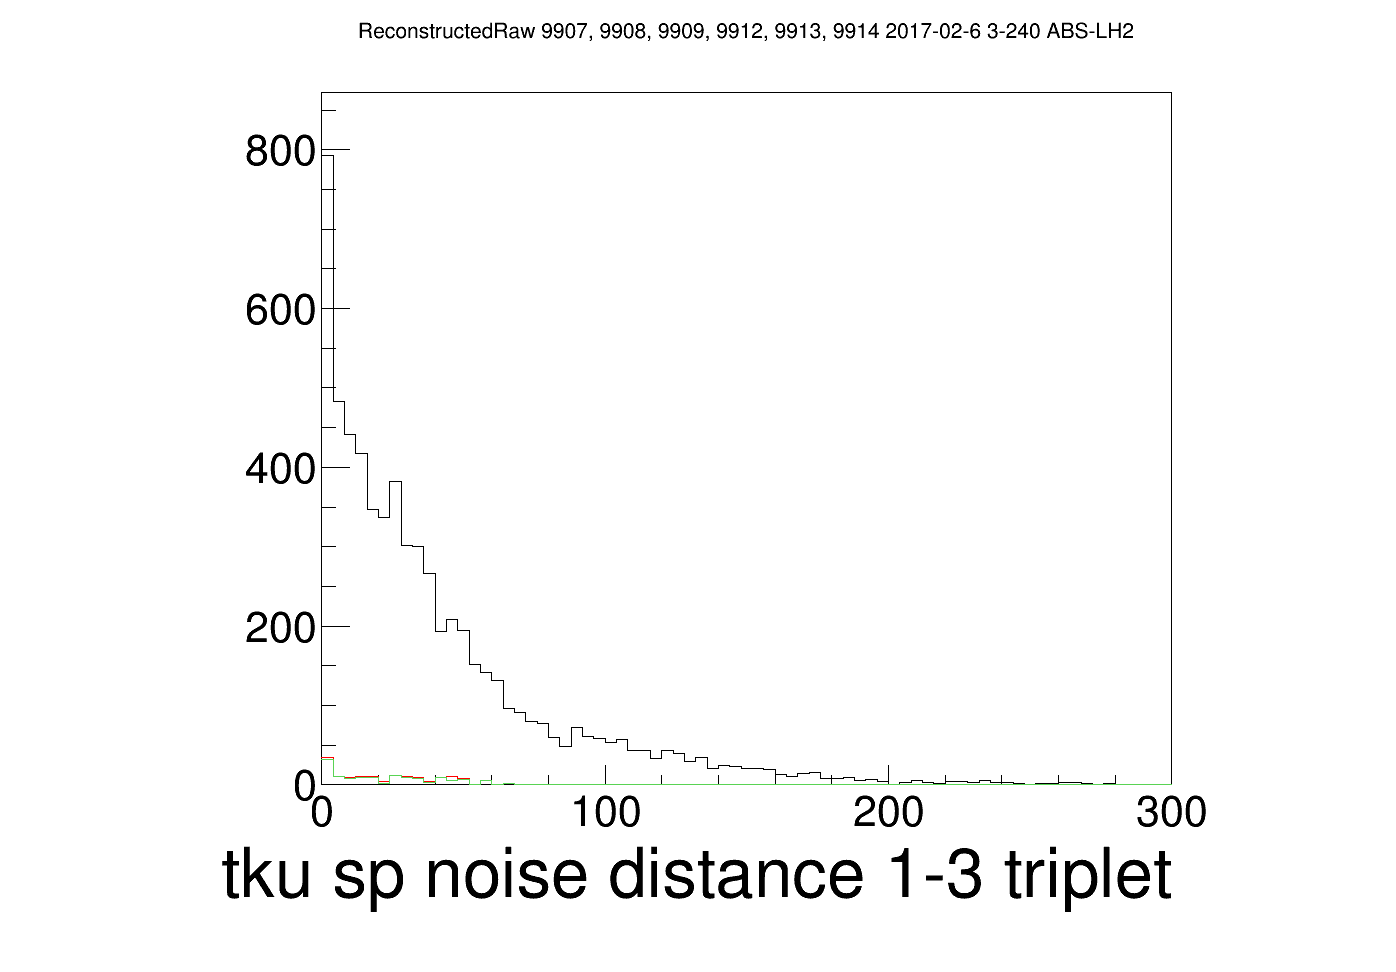 ReconstructedRaw 9907, 9908, 9909, 9912, 9913, 9914 2017-02-6 3-240 ABS-LH2
800
600
400
200
0
0 100 200 300
tku sp noise distance 1-3 triplet